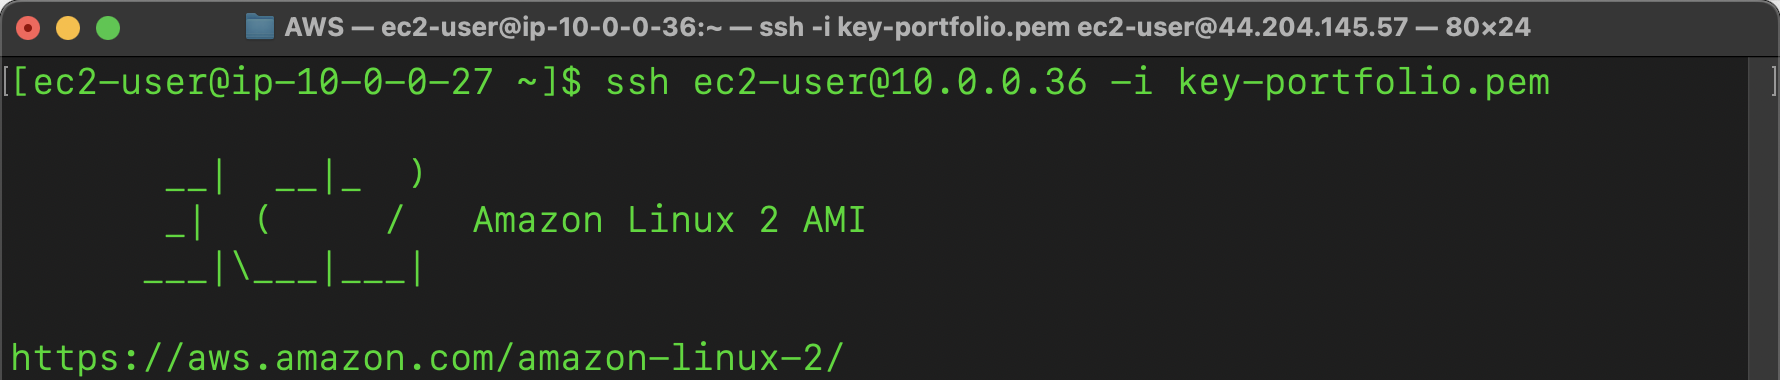 AWS — ec2-user@ip-10-0-0-36:~ — ssh -i key-portfolio.pem ec2-user@44.204.145.57 — 80×24
[[ec2-user@ip-10-0-0-27 ~]$ ssh ec2-user@10.0.0.36 -i key-portfolio.pem ]
       __|  __|_  )
       _|  (     /   Amazon Linux 2 AMI
      ___|\___|___|
https://aws.amazon.com/amazon-linux-2/